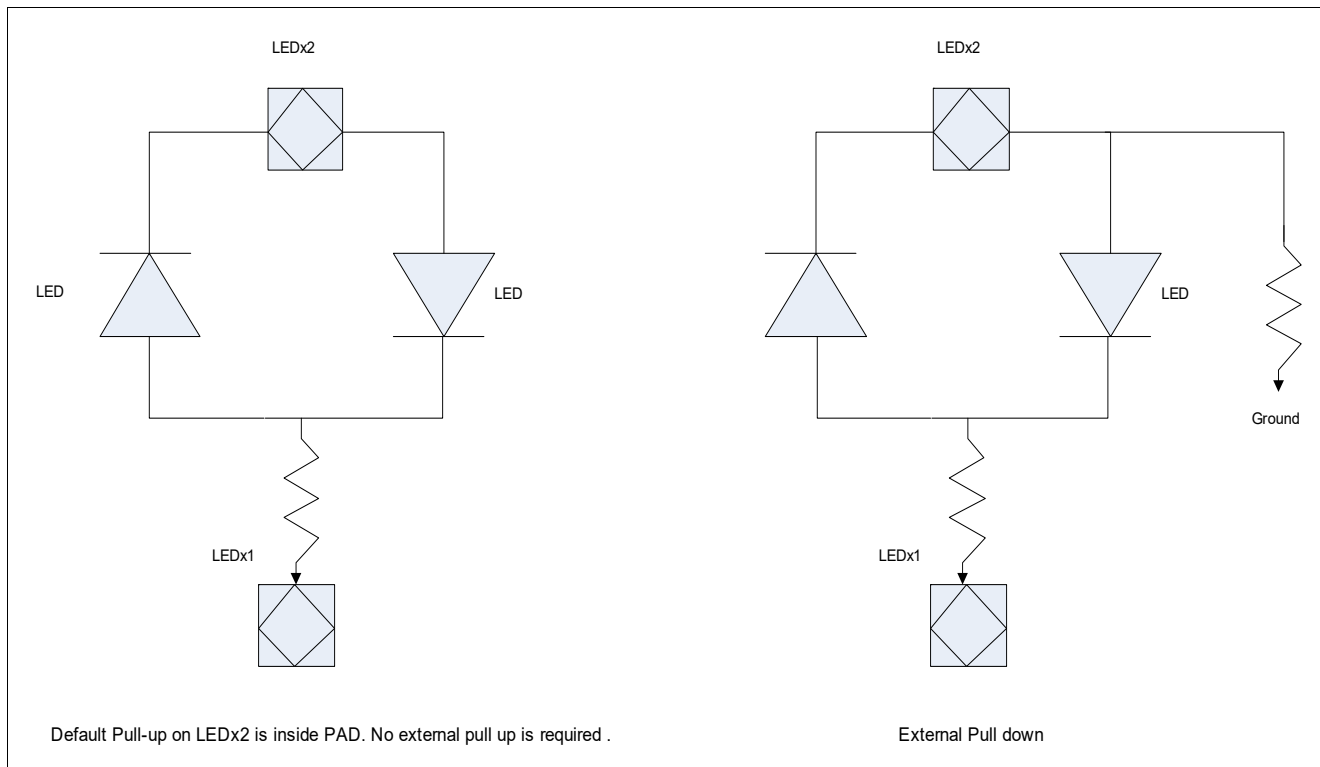 LEDx2
LED
LED
LEDx1
Default Pull-up on LEDx2 is inside PAD. No external pull up is required .
LEDx2
LED
Ground
LEDx1
External Pull down